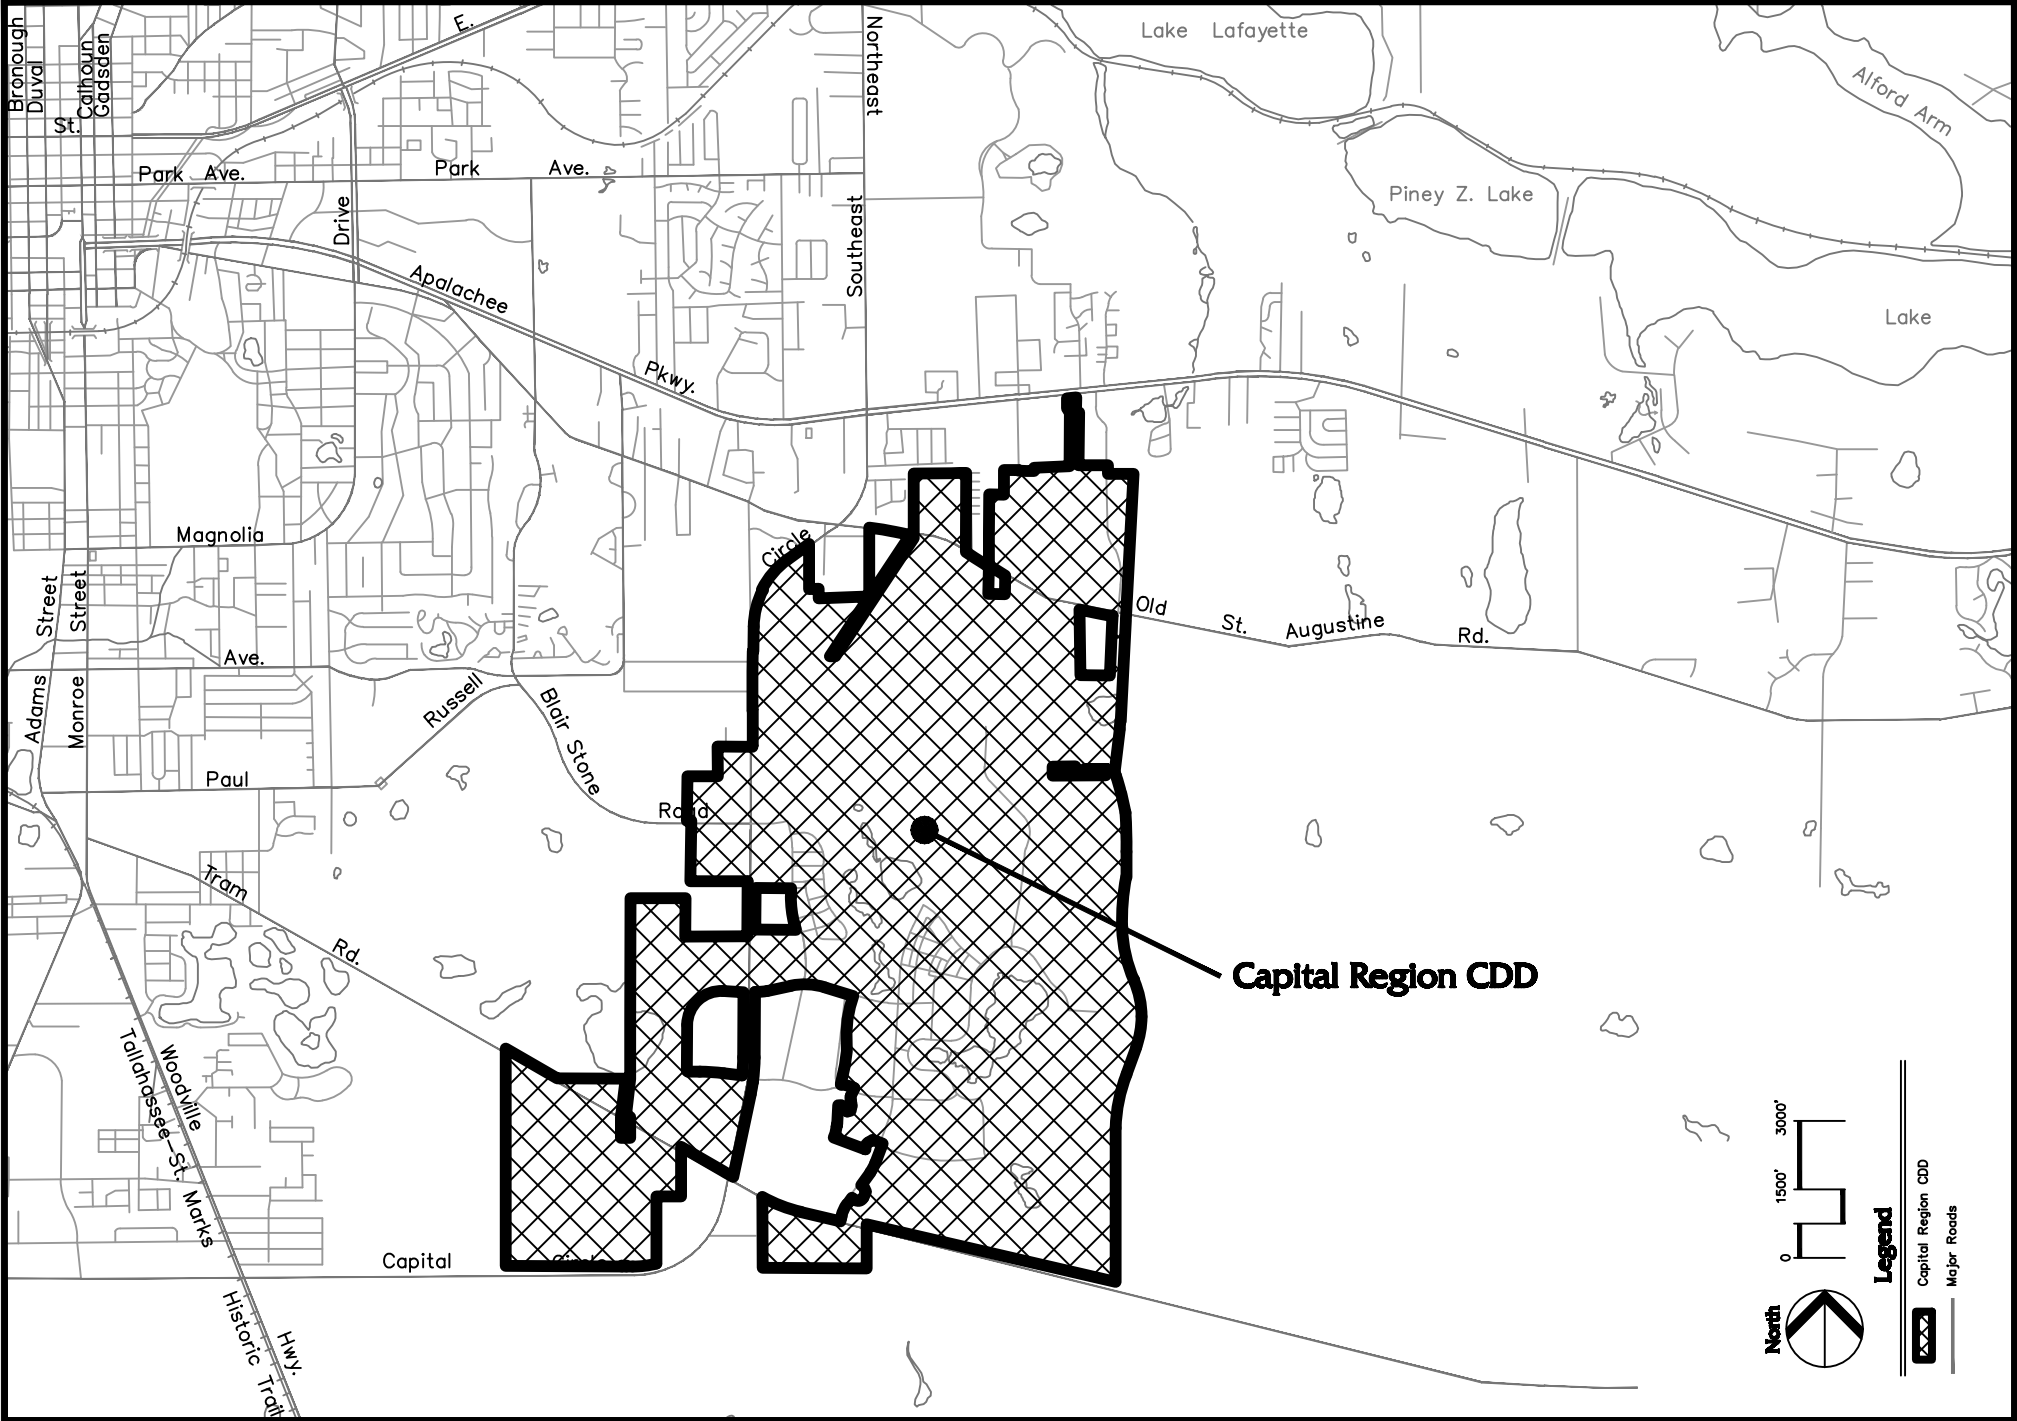 Bronough
Duval
Calhoun
Gadsden
St.
E.
Northeast
Lake Lafayette
Alford Arm
Park Ave.
Park Ave.
Piney Z. Lake
Drive
Southeast
Apalachee
Pkwy.
Lake
Magnolia
Circle
Street
Street
Old St. Augustine Rd.
Ave.
Adams
Monroe
Russell
Blair Stone
Road
Paul
Tram
Rd.
Capital Region CDD
Woodville
Tallahassee-St. Marks
Capital
Circle
Historic Trail
Hwy.
0
1500'
3000'
North
Legend
Capital Region CDD
Major Roads